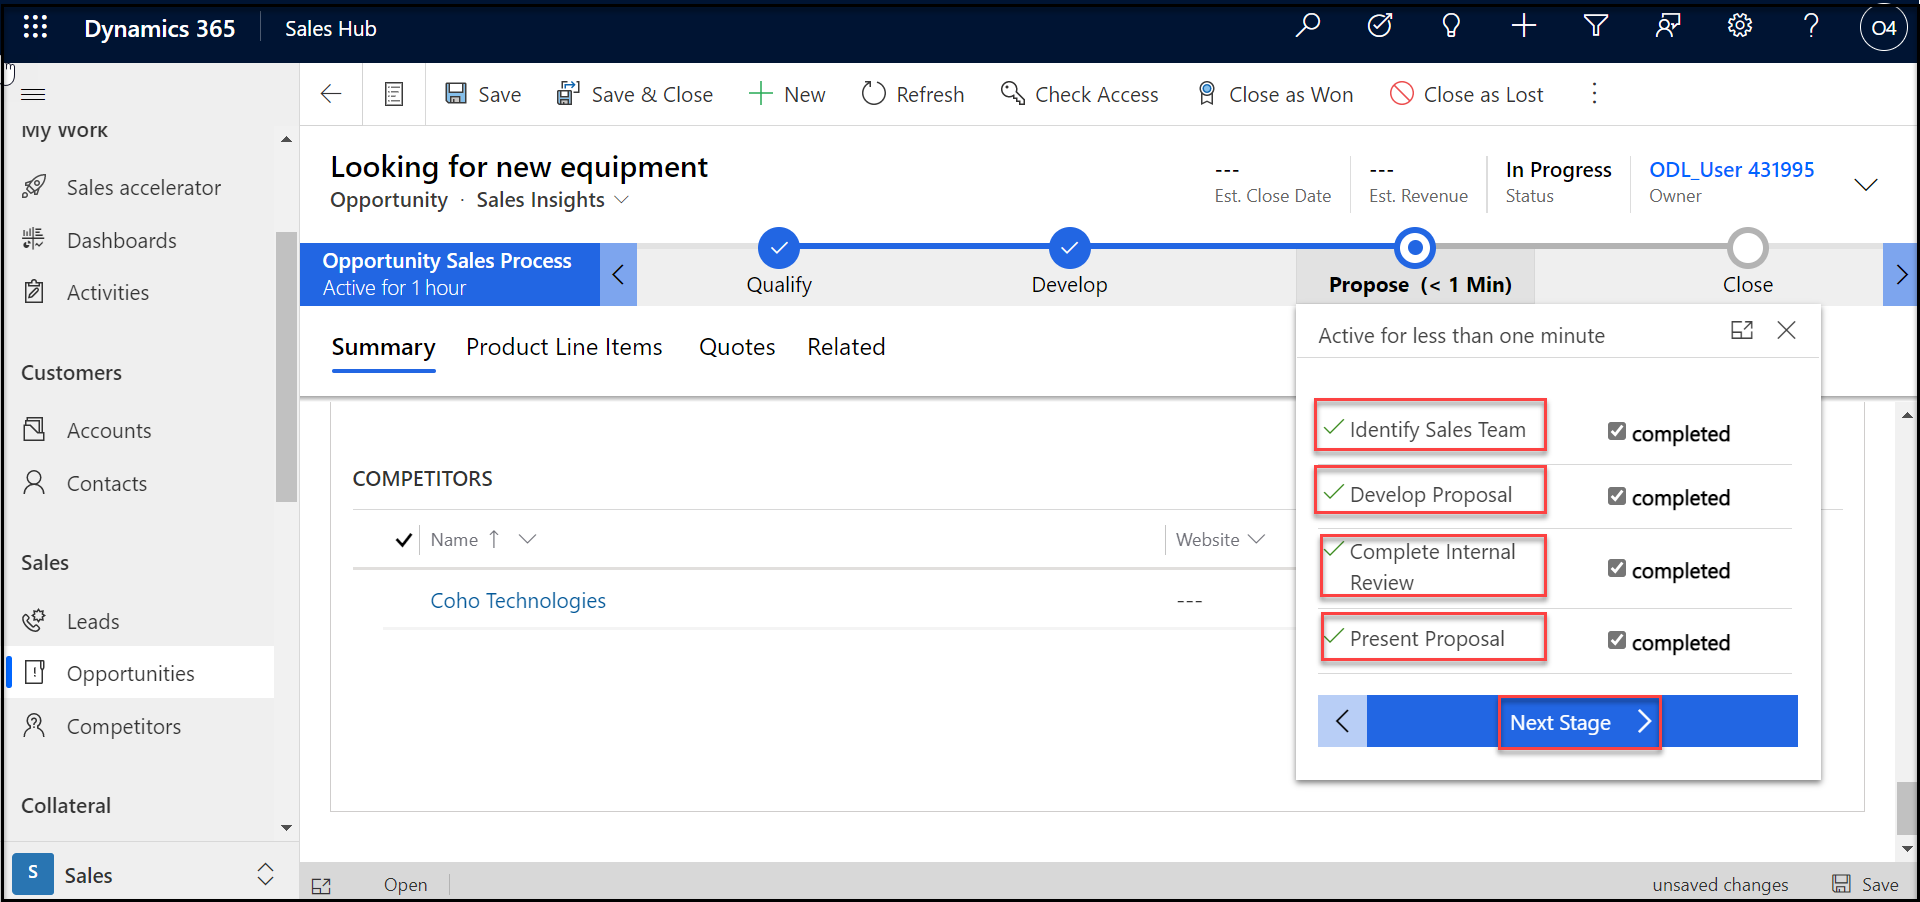 Dynamics 365
Sales Hub
O4
My Work
Sales accelerator
Dashboards
Activities
Customers
Accounts
Contacts
Sales
Leads
Opportunities
Competitors
Collateral
S Sales
Save
Save & Close
New
Refresh
Check Access
Close as Won
Close as Lost
Looking for new equipment
Opportunity · Sales Insights
---
Est. Close Date
---
Est. Revenue
In Progress
Status
ODL_User 431995
Owner
Opportunity Sales Process
Active for 1 hour
Qualify
Develop
Propose (< 1 Min)
Close
Summary
Product Line Items
Quotes
Related
Active for less than one minute
Identify Sales Team
completed
Develop Proposal
completed
Complete Internal
Review
completed
Present Proposal
completed
Next Stage
COMPETITORS
Name
Website
Coho Technologies
---
Open
unsaved changes
Save